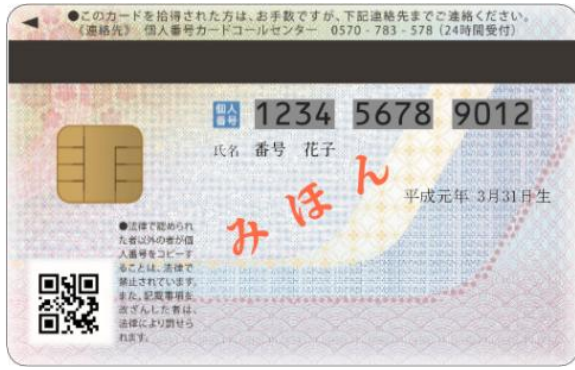 ●このカードを拾得された方は、お手数ですが、下記連絡先までご連絡ください。
《連絡先》 個人番号カードコールセンター 0570-783-578（24時間受付）
個人番号 1234 5678 9012
氏名 番号 花子
みほん
平成元年 3月31日生
●法律で認められ
た者以外の者が個
人番号をコピーす
ることは、法律で
禁止されています。
また、記載事項を
改ざんした者は、
法律により罰せら
れます。